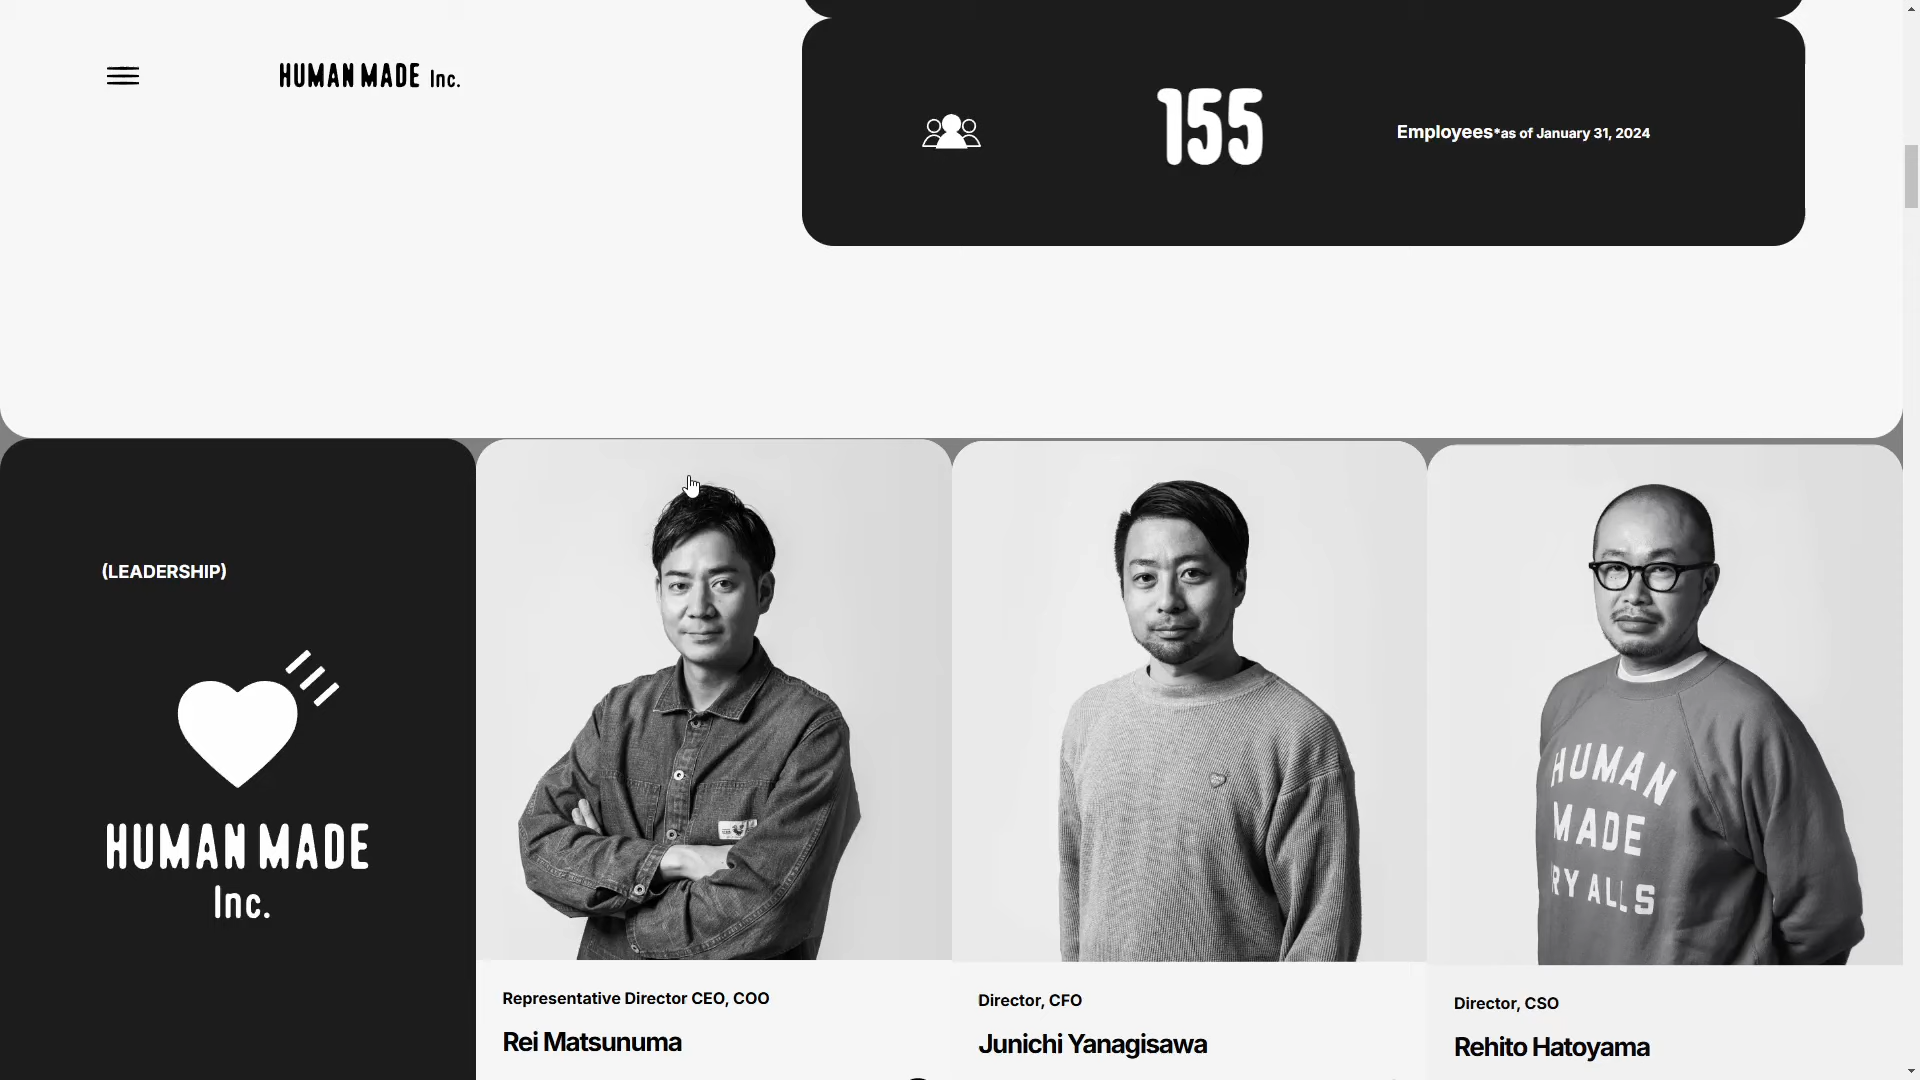 HUMAN MADE Inc.
155
Employees*as of January 31, 2024
(LEADERSHIP)
HUMAN MADE
Inc.
HUMAN
MADE
RY ALLS
Representative Director CEO, COO
Rei Matsunuma
Director, CFO
Junichi Yanagisawa
Director, CSO
Rehito Hatoyama